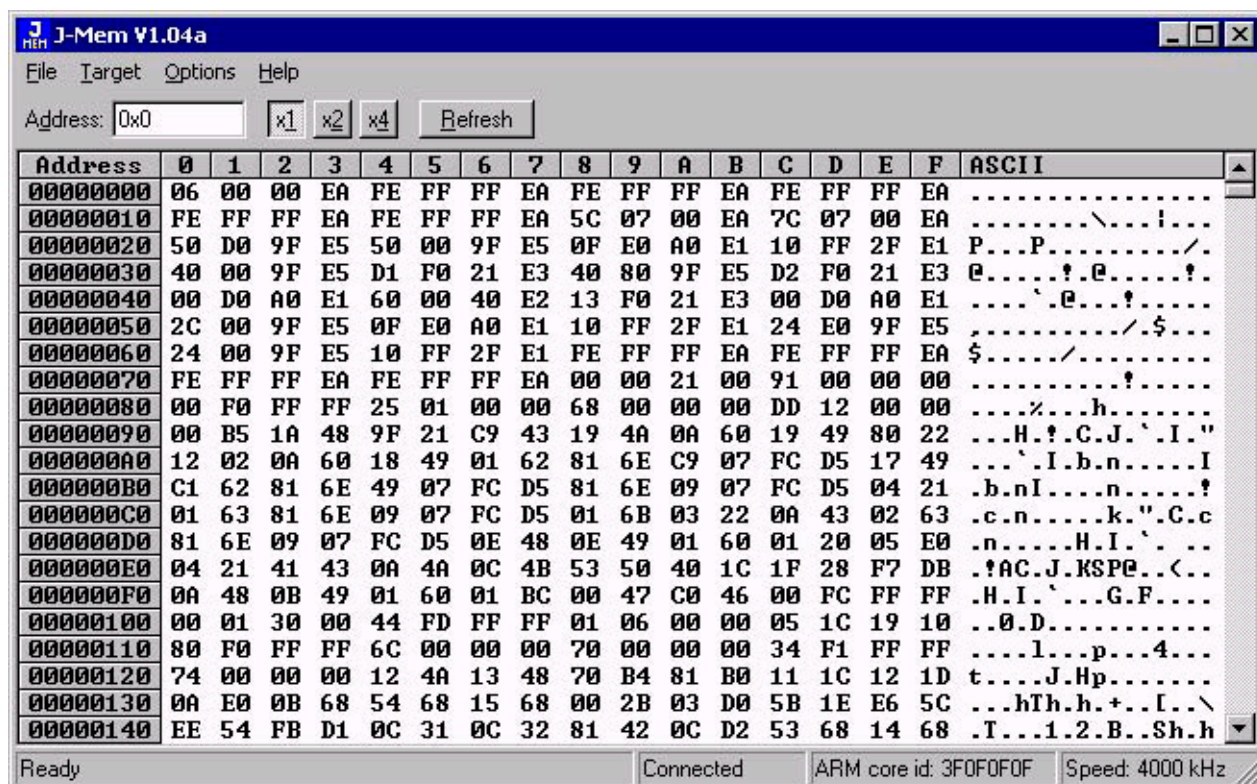 J-Mem V1.04a
File Target Options Help
Address: 0x0 x1 x2 x4 Refresh
Address 0 1 2 3 4 5 6 7 8 9 A B C D E F ASCII
00000000 06 00 00 EA FE FF FF EA FE FF FF EA FE FF FF EA ................
00000010 FE FF FF EA FE FF FF EA 5C 07 00 EA 7C 07 00 EA ........\...¦...
00000020 50 D0 9F E5 50 00 9F E5 0F E0 A0 E1 10 FF 2F E1 P...P........./.
00000030 40 00 9F E5 D1 F0 21 E3 40 80 9F E5 D2 F0 21 E3 @.....!.@.....!.
00000040 00 D0 A0 E1 60 00 40 E2 13 F0 21 E3 00 D0 A0 E1 ....`.@...!.....
00000050 2C 00 9F E5 0F E0 A0 E1 10 FF 2F E1 24 E0 9F E5 ,........./.$...
00000060 24 00 9F E5 10 FF 2F E1 FE FF FF EA FE FF FF EA $...../.........
00000070 FE FF FF EA FE FF FF EA 00 00 21 00 91 00 00 00 ..........!.....
00000080 00 F0 FF FF 25 01 00 00 68 00 00 00 DD 12 00 00 ....%...h.......
00000090 00 B5 1A 48 9F 21 C9 43 19 4A 0A 60 19 49 80 22 ...H.!.C.J.`.I."
000000A0 12 02 0A 60 18 49 01 62 81 6E C9 07 FC D5 17 49 ...`.I.b.n.....I
000000B0 C1 62 81 6E 49 07 FC D5 81 6E 09 07 FC D5 04 21 .b.nI....n.....!
000000C0 01 63 81 6E 09 07 FC D5 01 6B 03 22 0A 43 02 63 .c.n.....k.".C.c
000000D0 81 6E 09 07 FC D5 0E 48 0E 49 01 60 01 20 05 E0 .n.....H.I.`. ..
000000E0 04 21 41 43 0A 4A 0C 4B 53 50 40 1C 1F 28 F7 DB .!AC.J.KSP@..(..
000000F0 0A 48 0B 49 01 60 01 BC 00 47 C0 46 00 FC FF FF .H.I.`...G.F....
00000100 00 01 30 00 44 FD FF FF 01 06 00 00 05 1C 19 10 ..0.D...........
00000110 80 F0 FF FF 6C 00 00 00 70 00 00 00 34 F1 FF FF ....l...p...4...
00000120 74 00 00 00 12 4A 13 48 70 B4 81 B0 11 1C 12 1D t....J.Hp.......
00000130 0A E0 0B 68 54 68 15 68 00 2B 03 D0 5B 1E E6 5C ...hTh.h.+..[..\
00000140 EE 54 FB D1 0C 31 0C 32 81 42 0C D2 53 68 14 68 .T...1.2.B..Sh.h
Ready Connected ARM core id: 3F0F0F0F Speed: 4000 kHz